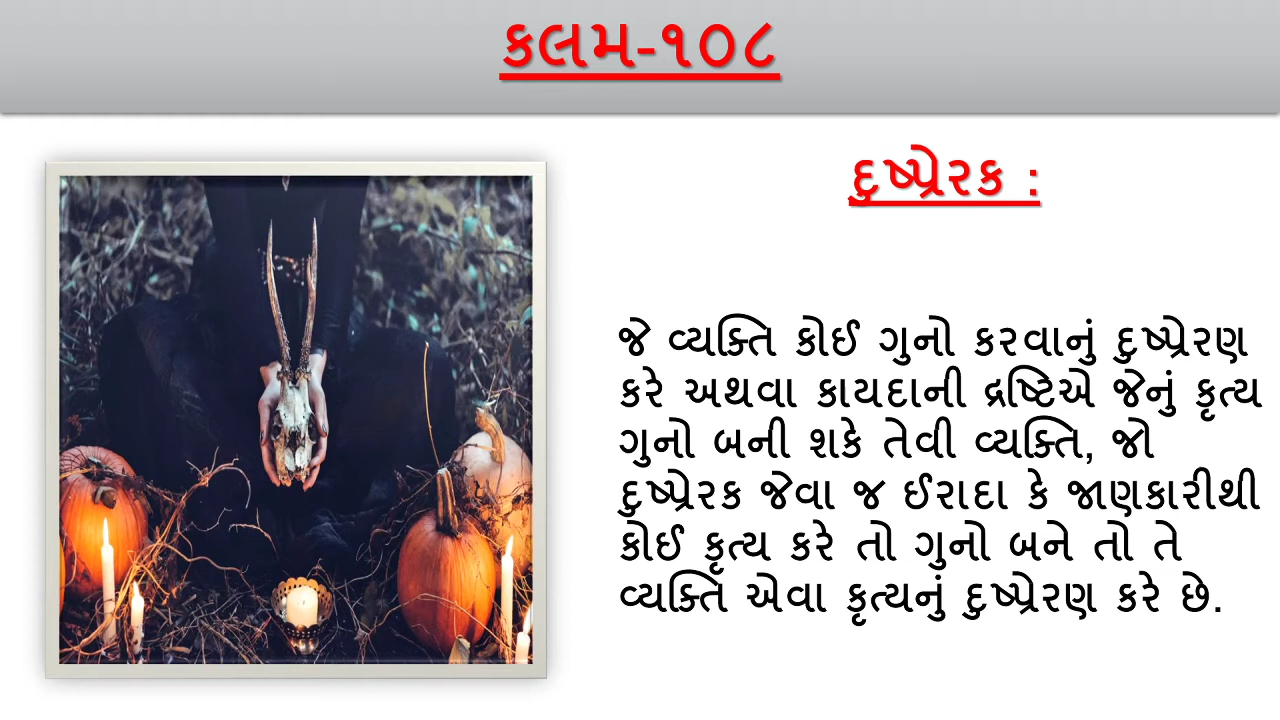 કલમ-૧૦૮
દુષ્પ્રેરક :
જે વ્યક્તિ કોઈ ગુનો કરવાનું દુષ્પ્રેરણ
કરે અથવા કાયદાની દ્રષ્ટિએ જેનું કૃત્ય
ગુનો બની શકે તેવી વ્યક્તિ, જો
દુષ્પ્રેરક જેવા જ ઈરાદા કે જાણકારીથી
કોઈ કૃત્ય કરે તો ગુનો બને તો તે
વ્યક્તિ એવા કૃત્યનું દુષ્પ્રેરણ કરે છે.